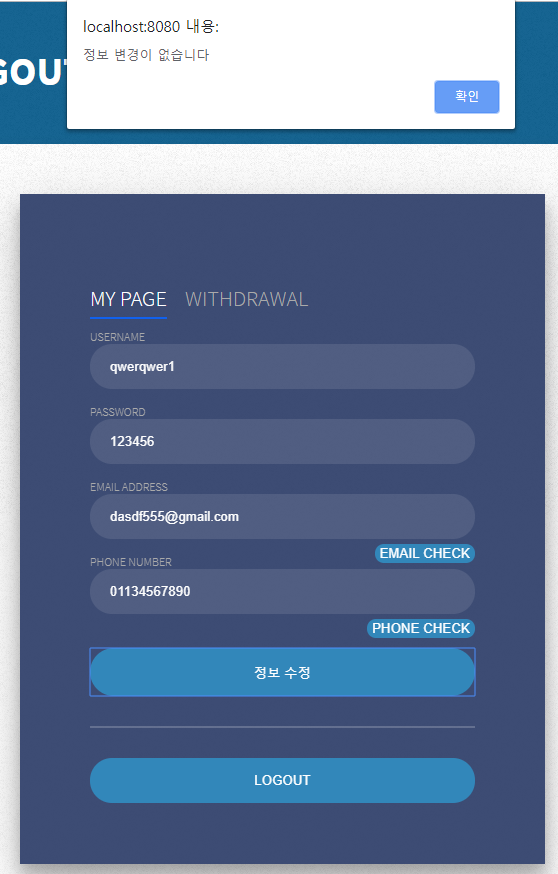 localhost:8080 내용:
정보 변경이 없습니다
확인
GOUT
MY PAGE WITHDRAWAL
USERNAME
qwerqwer1
PASSWORD
123456
EMAIL ADDRESS
dasdf555@gmail.com
EMAIL CHECK
PHONE NUMBER
01134567890
PHONE CHECK
정보 수정
LOGOUT